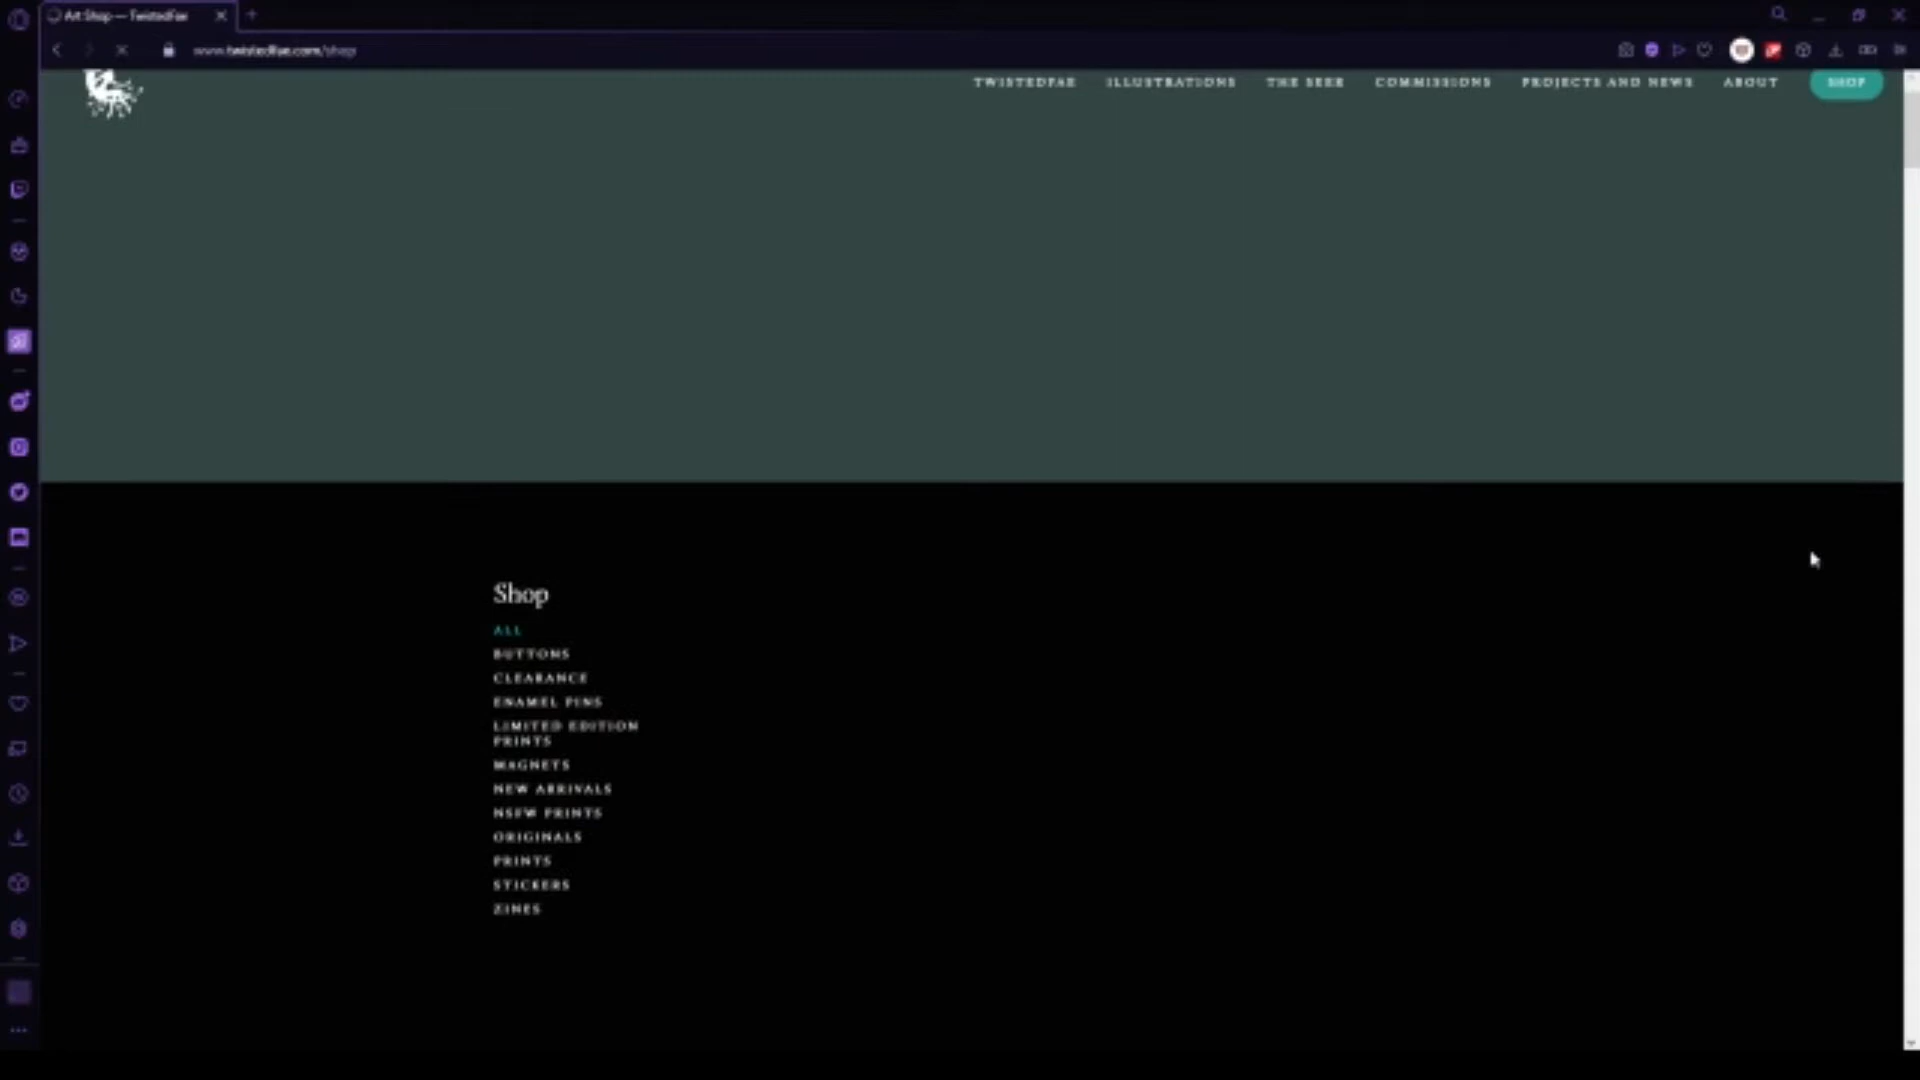 Art Shop — TwistedFae
www.twistedfae.com/shop
TWISTEDFAE ILLUSTRATIONS THE SEER COMMISSIONS PROJECTS AND NEWS ABOUT SHOP
Shop
ALL
BUTTONS
CLEARANCE
ENAMEL PINS
LIMITED EDITION
PRINTS
MAGNETS
NEW ARRIVALS
NSFW PRINTS
ORIGINALS
PRINTS
STICKERS
ZINES